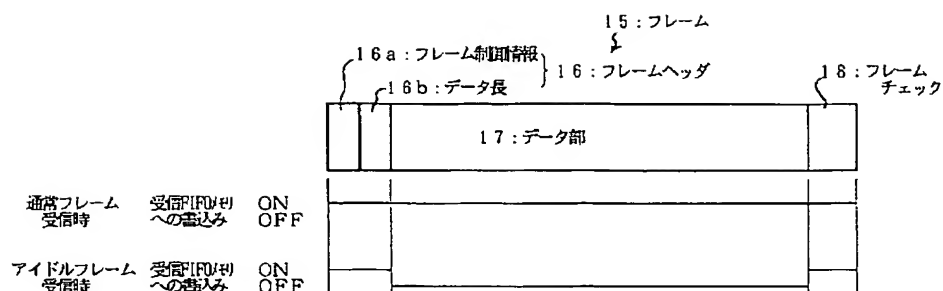 15：フレーム
16a：フレーム制御情報
16：フレームヘッダ
16b：データ長
18：フレーム
チェック
17：データ部
通常フレーム 受信FIFOメモリ ON
受信時 への書込み OFF
アイドルフレーム 受信FIFOメモリ ON
受信時 への書込み OFF